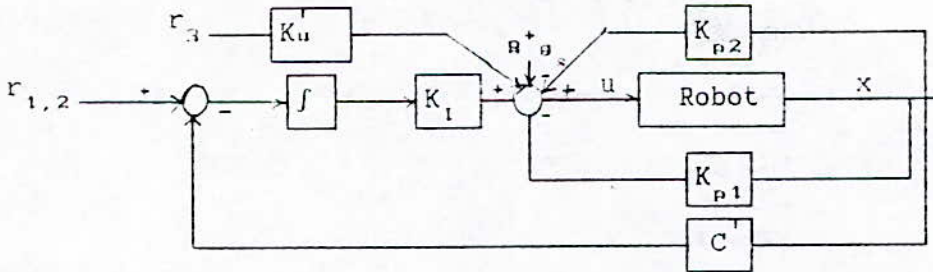 r3 Ku' Kp2
B+g
s
r1,2 + - ∫ KI + - + - u Robot x
Kp1
C'